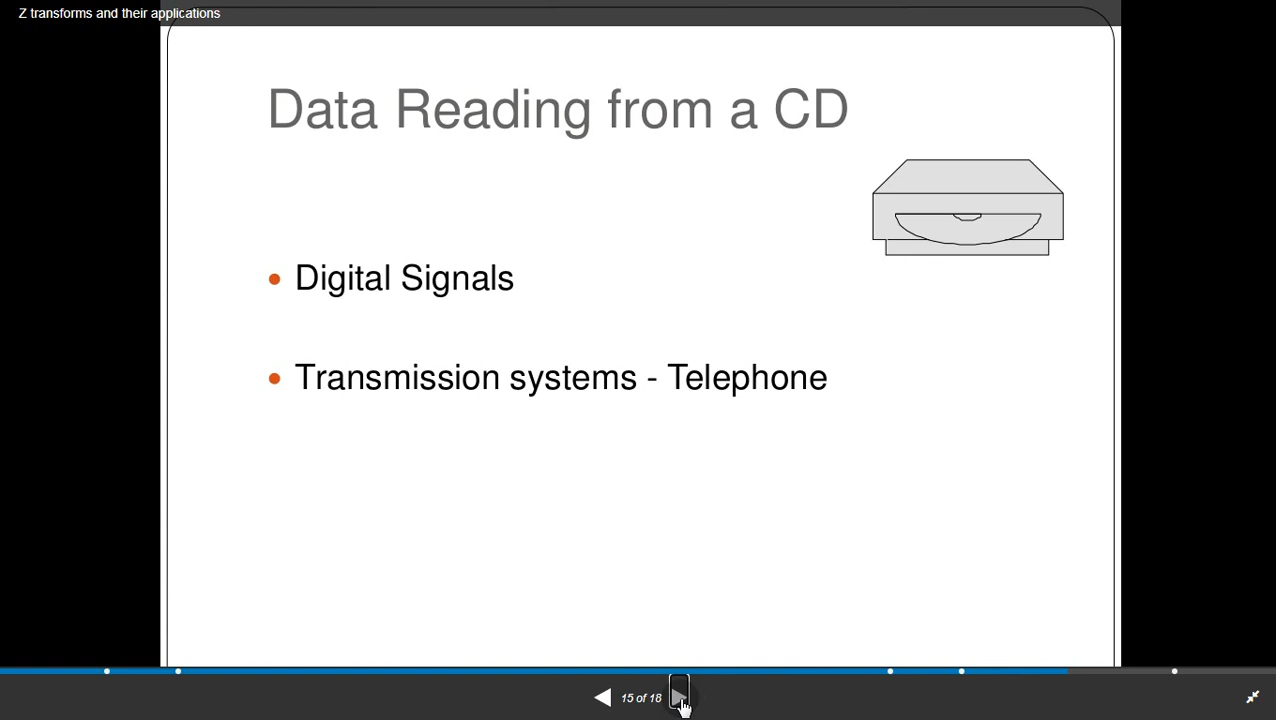 Z transforms and their applications
Data Reading from a CD
Digital Signals
Transmission systems - Telephone
15 of 18